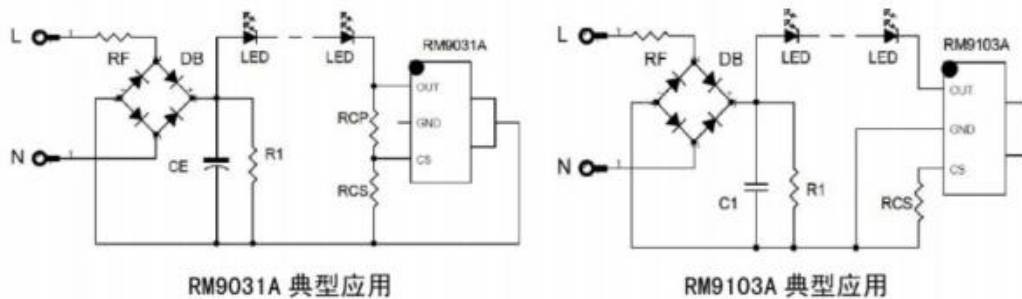 L
RF
DB
LED
LED
RM9031A
OUT
GND
CS
RCP
RCS
N
CE
R1
RM9031A 典型应用
L
RF
DB
LED
LED
RM9103A
OUT
GND
CS
RCS
N
C1
R1
RM9103A 典型应用